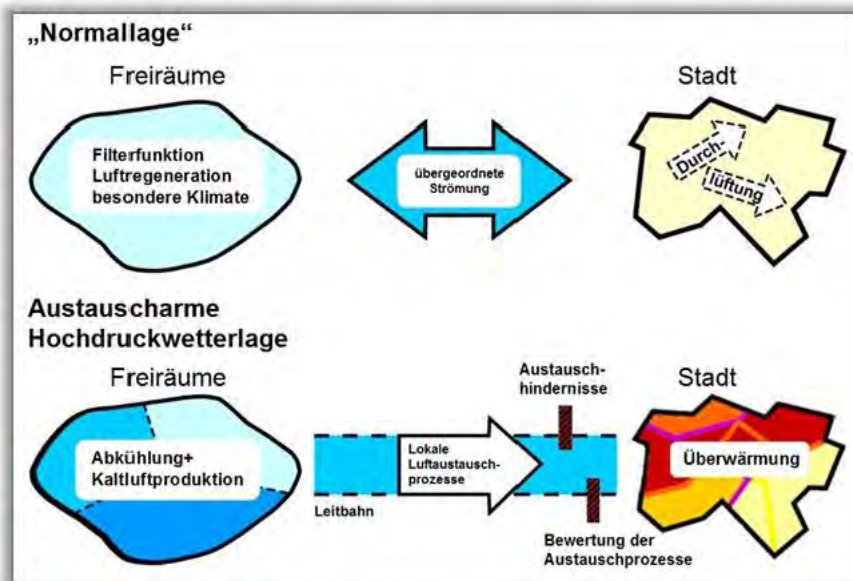 „Normallage“
Freiräume
Stadt
Filterfunktion
Luftregeneration
besondere Klimate
übergeordnete
Strömung
Durch-
lüftung
Austauscharme
Hochdruckwetterlage
Freiräume
Austausch-
hindernisse
Stadt
Abkühlung+
Kaltluftproduktion
Lokale
Luftaustausch-
prozesse
Überwärmung
Leitbahn
Bewertung der
Austauschprozesse